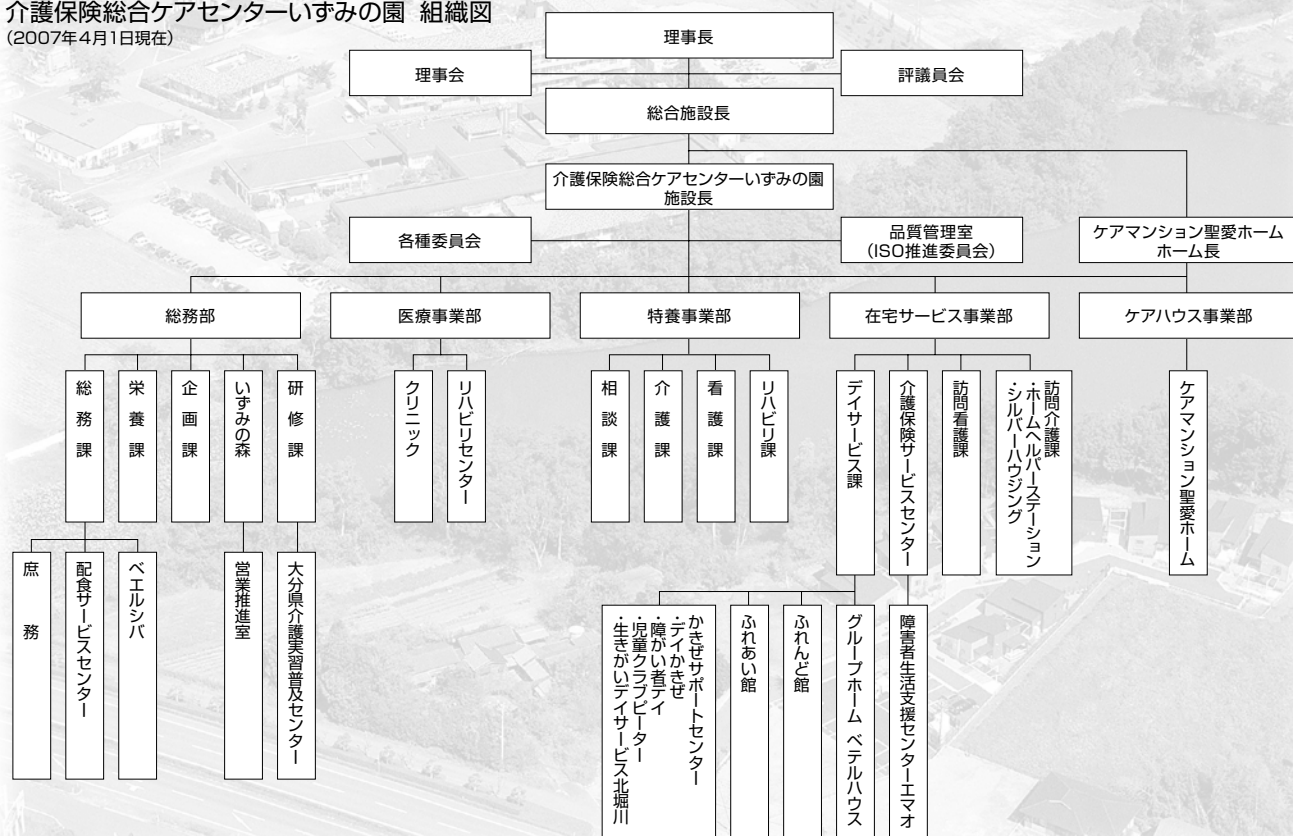 介護保険総合ケアセンターいずみの園 組織図
(2007年4月1日現在)
理事長
理事会
評議員会
総合施設長
介護保険総合ケアセンターいずみの園
施設長
各種委員会
品質管理室
(ISO推進委員会)
ケアマンション聖愛ホーム
ホーム長
総務部
医療事業部
特養事業部
在宅サービス事業部
ケアハウス事業部
総務課
栄養課
企画課
いずみの森
研修課
クリニック
リハビリセンター
相談課
介護課
看護課
リハビリ課
デイサービス課
介護保険サービスセンター
訪問看護課
訪問介護課
・ホームヘルパーステーション
・シルバーハウジング
ケアマンション聖愛ホーム
庶務
配食サービスセンター
ベエルシバ
営業推進室
大分県介護実習普及センター
かきぜサポートセンター
・デイかきぜ
・障がい者デイ
・児童クラブピーター
・生きがいデイサービス北堀川
ふれあい館
ふれんど館
グループホーム ベテルハウス
障害者生活支援センターエマオ